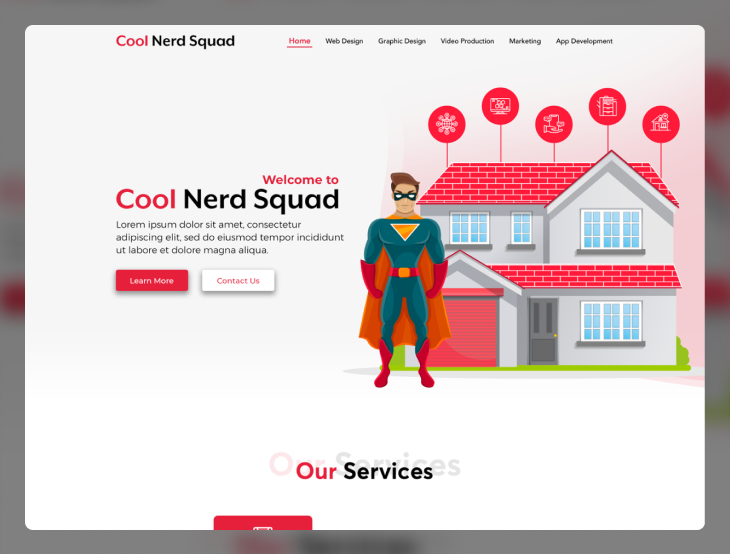 Cool Nerd Squad
Home Web Design Graphic Design Video Production Marketing App Development
Welcome to
Cool Nerd Squad
Lorem ipsum dolor sit amet, consectetur
adipiscing elit, sed do eiusmod tempor incididunt
ut labore et dolore magna aliqua.
Learn More Contact Us
Our Services
Our Services